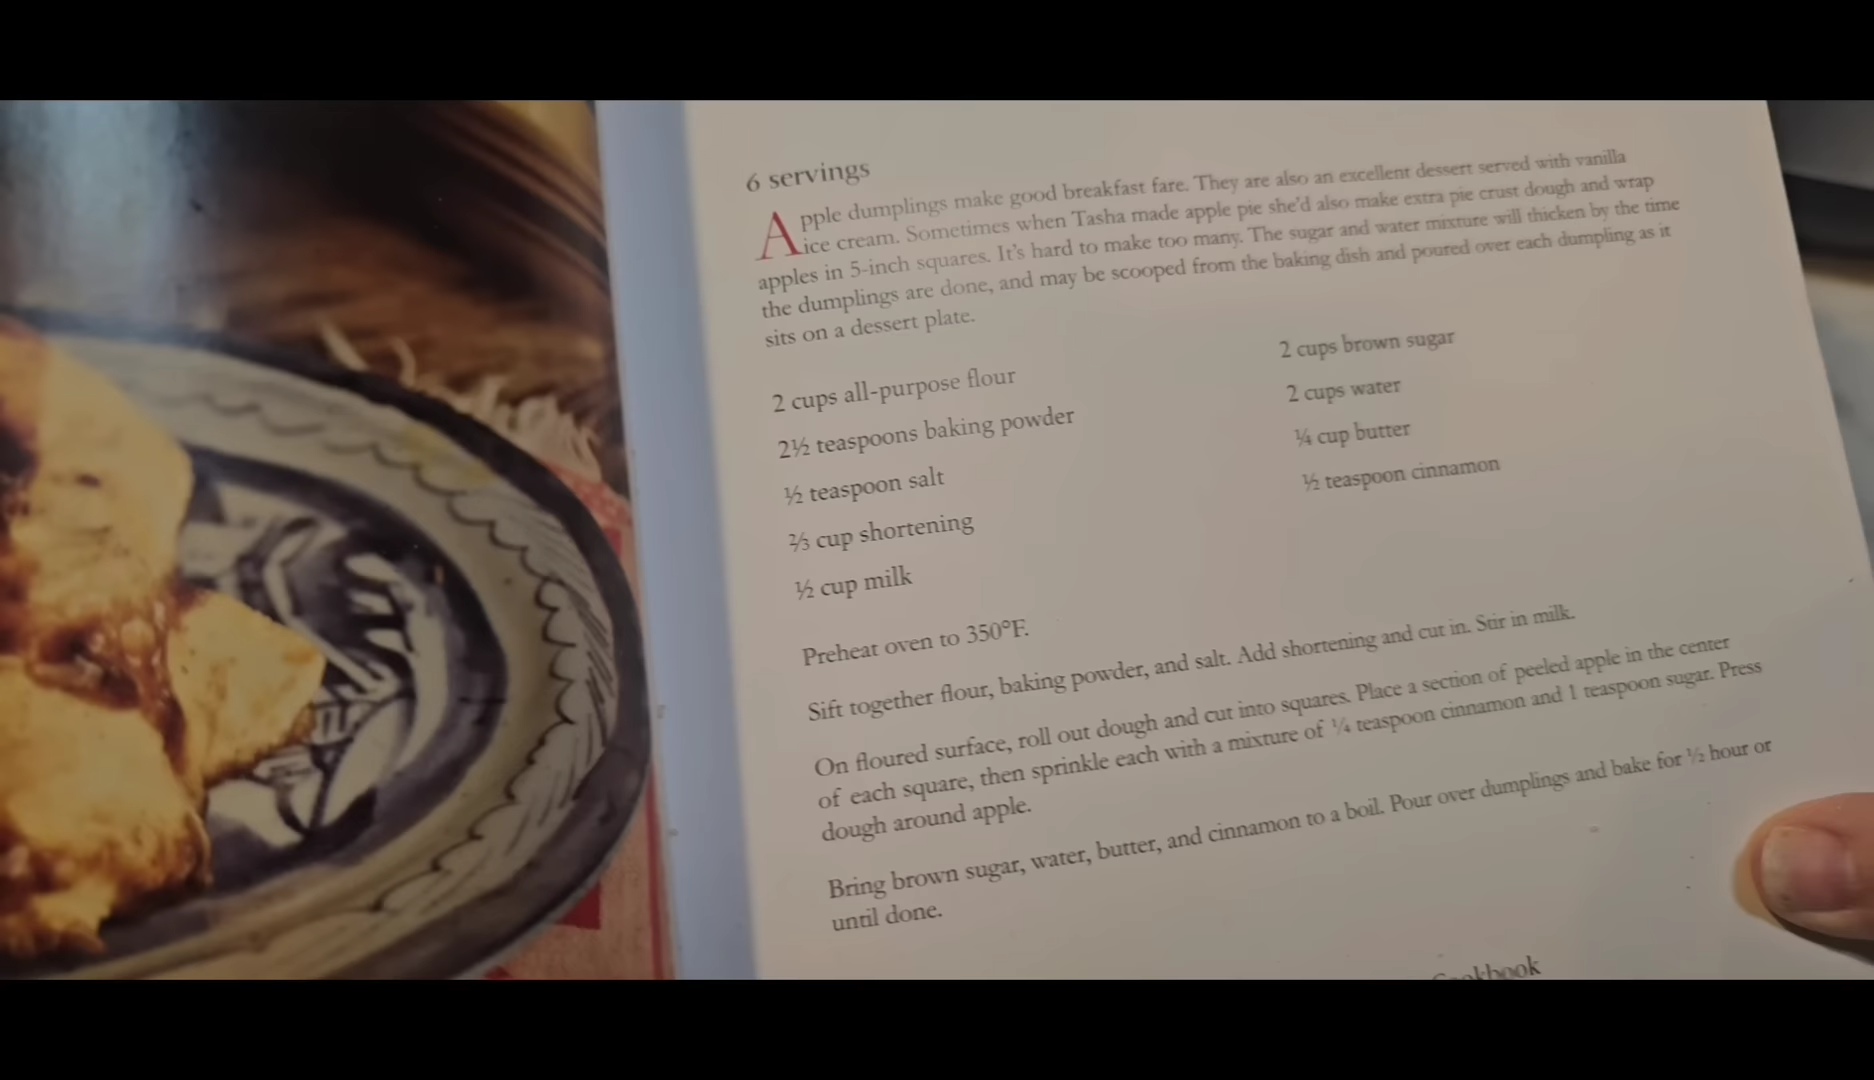 6 servings
Apple dumplings make good breakfast fare. They are also an excellent dessert served with vanilla
ice cream. Sometimes when Tasha made apple pie she'd also make extra pie crust dough and wrap
apples in 5-inch squares. It's hard to make too many. The sugar and water mixture will thicken by the time
the dumplings are done, and may be scooped from the baking dish and poured over each dumpling as it
sits on a dessert plate.
2 cups all-purpose flour
2½ teaspoons baking powder
½ teaspoon salt
⅔ cup shortening
½ cup milk
2 cups brown sugar
2 cups water
¼ cup butter
½ teaspoon cinnamon
Preheat oven to 350°F.
Sift together flour, baking powder, and salt. Add shortening and cut in. Stir in milk.
On floured surface, roll out dough and cut into squares. Place a section of peeled apple in the center
of each square, then sprinkle each with a mixture of ¼ teaspoon cinnamon and 1 teaspoon sugar. Press
dough around apple.
Bring brown sugar, water, butter, and cinnamon to a boil. Pour over dumplings and bake for ½ hour or
until done.
Cookbook